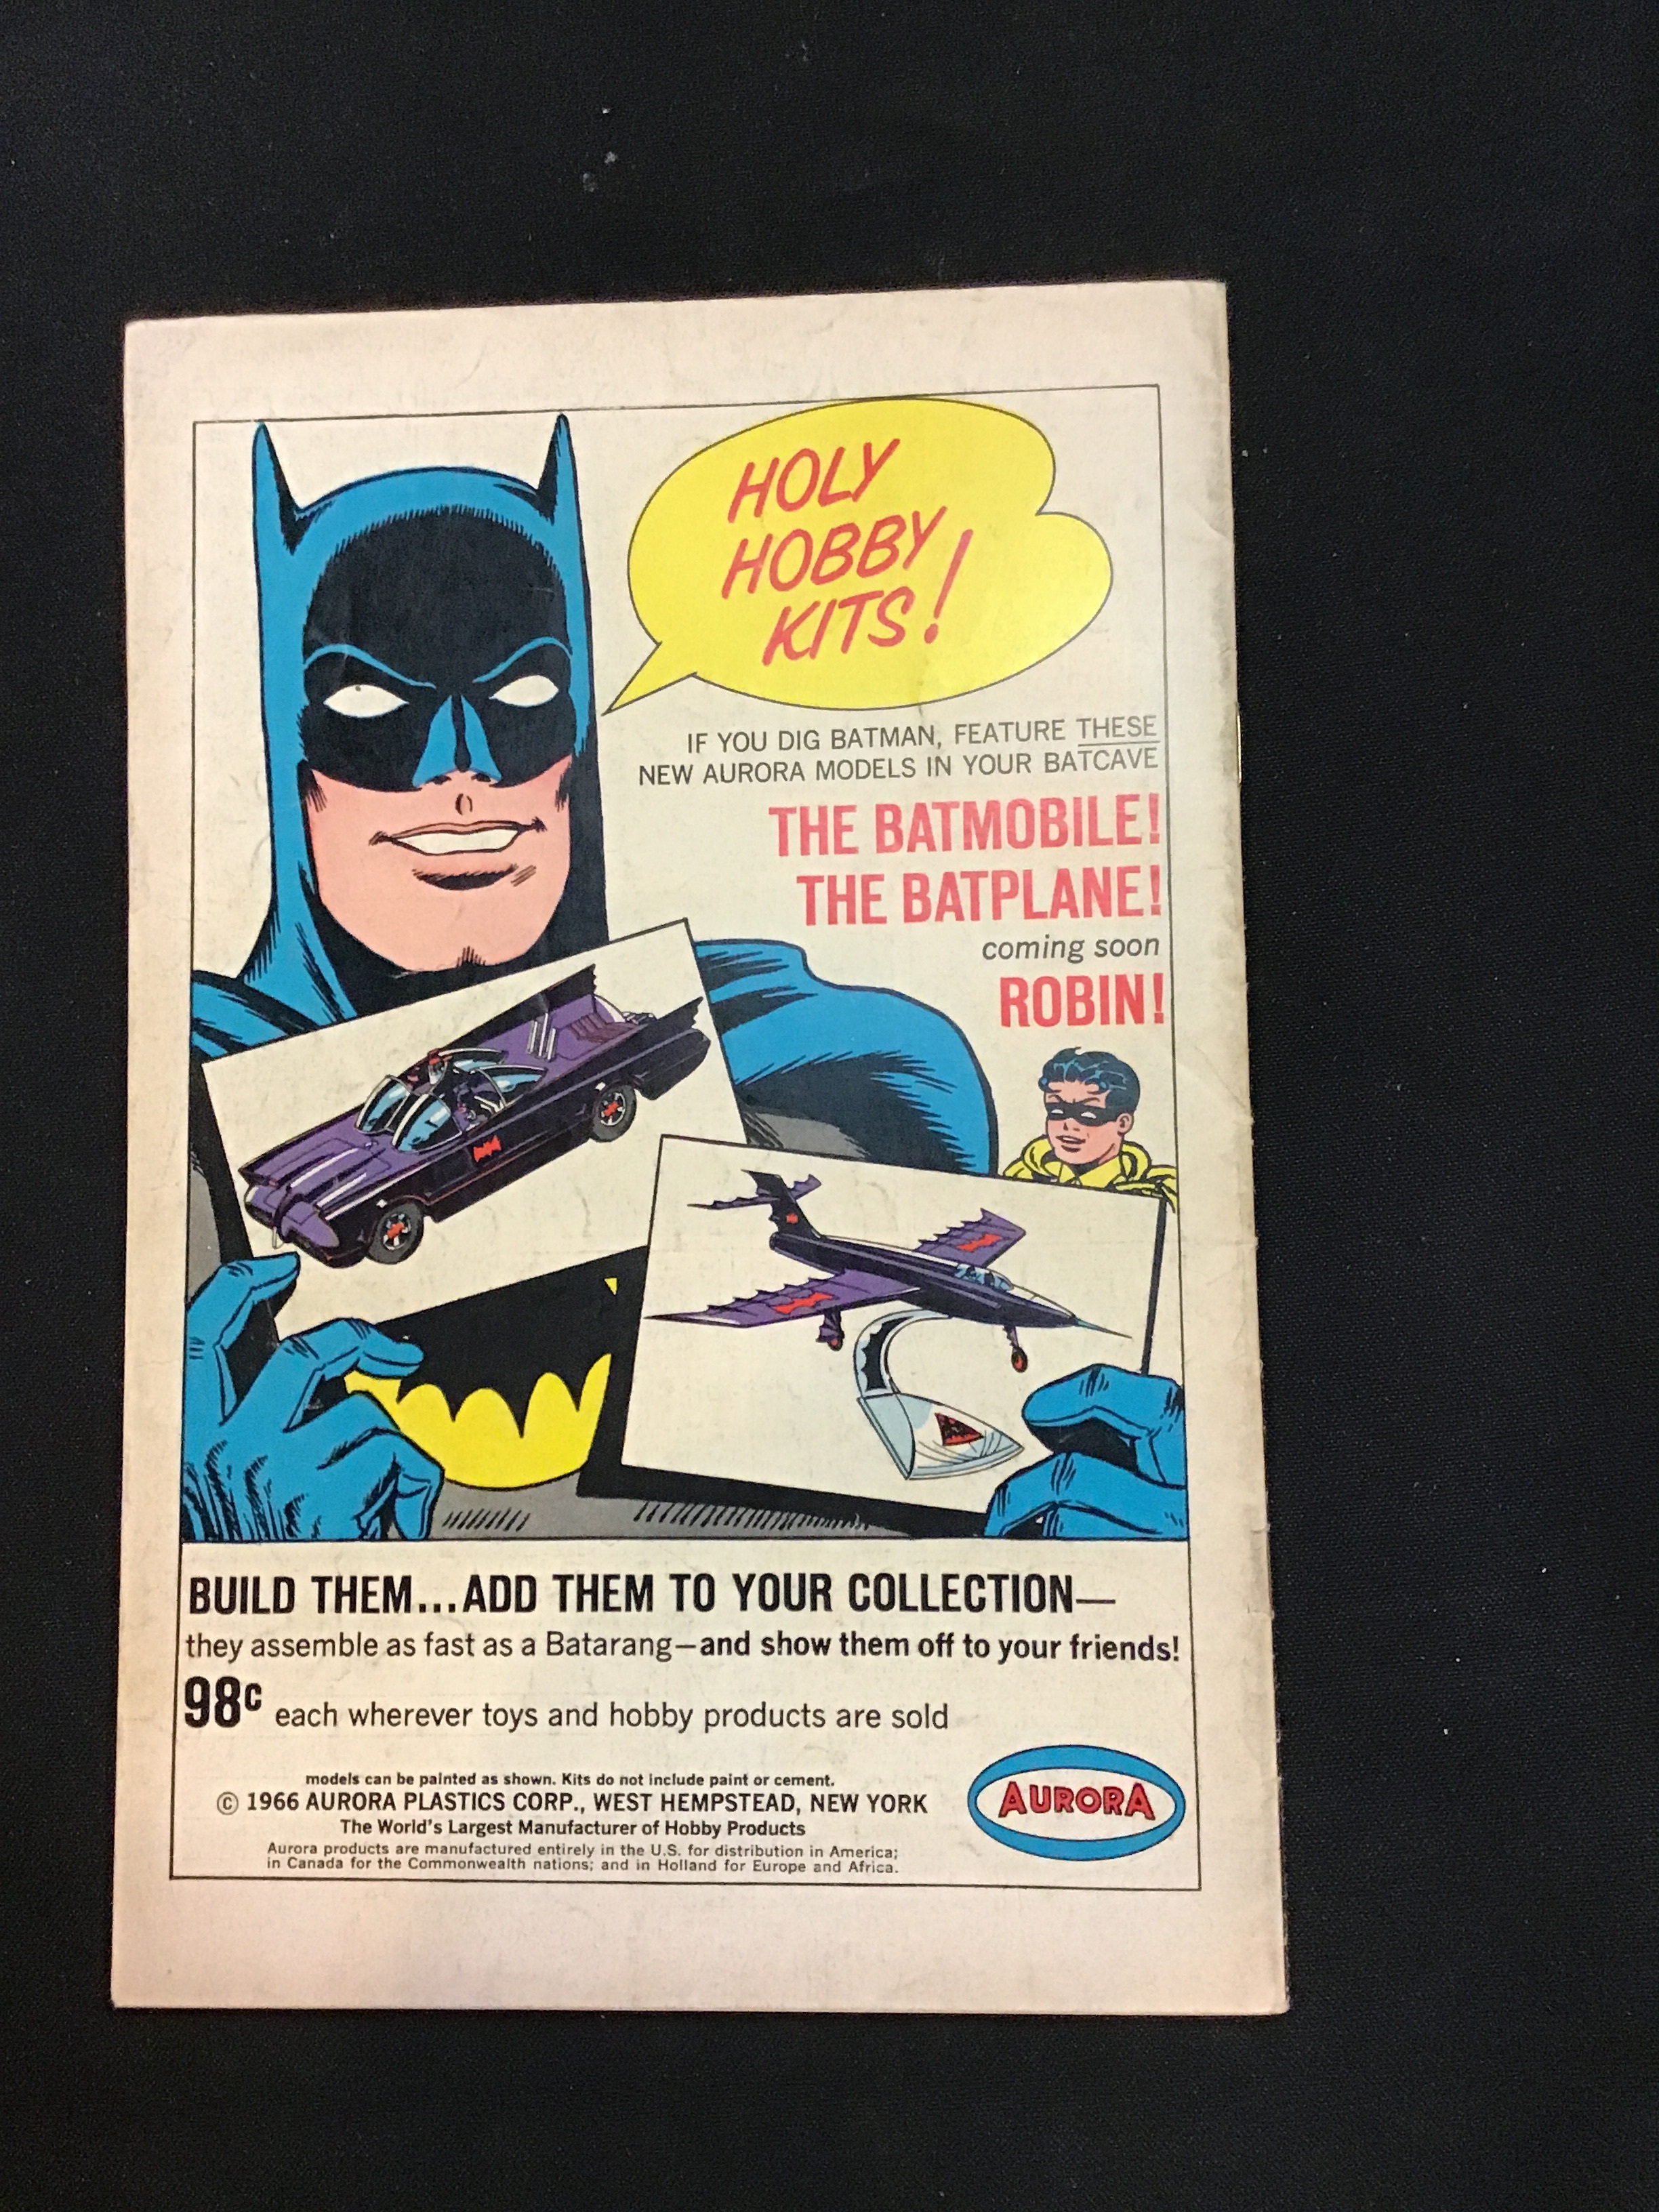 HOLY
HOBBY
KITS!
IF YOU DIG BATMAN, FEATURE THESE
NEW AURORA MODELS IN YOUR BATCAVE
THE BATMOBILE!
THE BATPLANE!
coming soon
ROBIN!
BUILD THEM...ADD THEM TO YOUR COLLECTION—
they assemble as fast as a Batarang—and show them off to your friends!
98c each wherever toys and hobby products are sold
models can be painted as shown. Kits do not include paint or cement.
© 1966 AURORA PLASTICS CORP., WEST HEMPSTEAD, NEW YORK
The World's Largest Manufacturer of Hobby Products
Aurora products are manufactured entirely in the U.S. for distribution in America;
in Canada for the Commonwealth nations; and in Holland for Europe and Africa.
AURORA